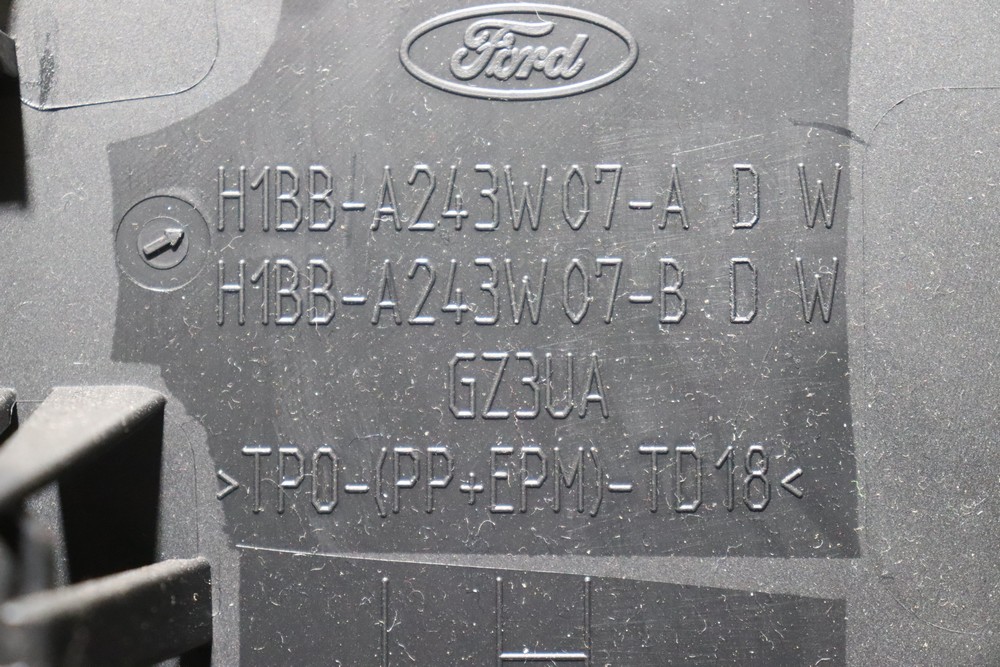 Ford
H1BB-A243W07-A D W
H1BB-A243W07-B D W
GZ3UA
>TPO-(PP+EPM)-TD18<